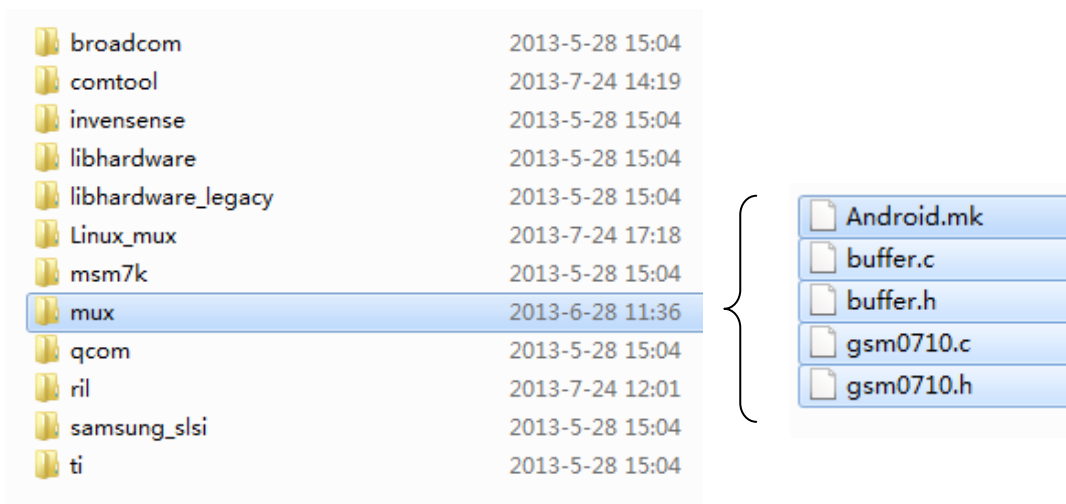 broadcom 2013-5-28 15:04
comtool 2013-7-24 14:19
invensense 2013-5-28 15:04
libhardware 2013-5-28 15:04
libhardware_legacy 2013-5-28 15:04
Linux_mux 2013-7-24 17:18
msm7k 2013-5-28 15:04
mux 2013-6-28 11:36
qcom 2013-5-28 15:04
ril 2013-7-24 12:01
samsung_slsi 2013-5-28 15:04
ti 2013-5-28 15:04
Android.mk
buffer.c
buffer.h
gsm0710.c
gsm0710.h